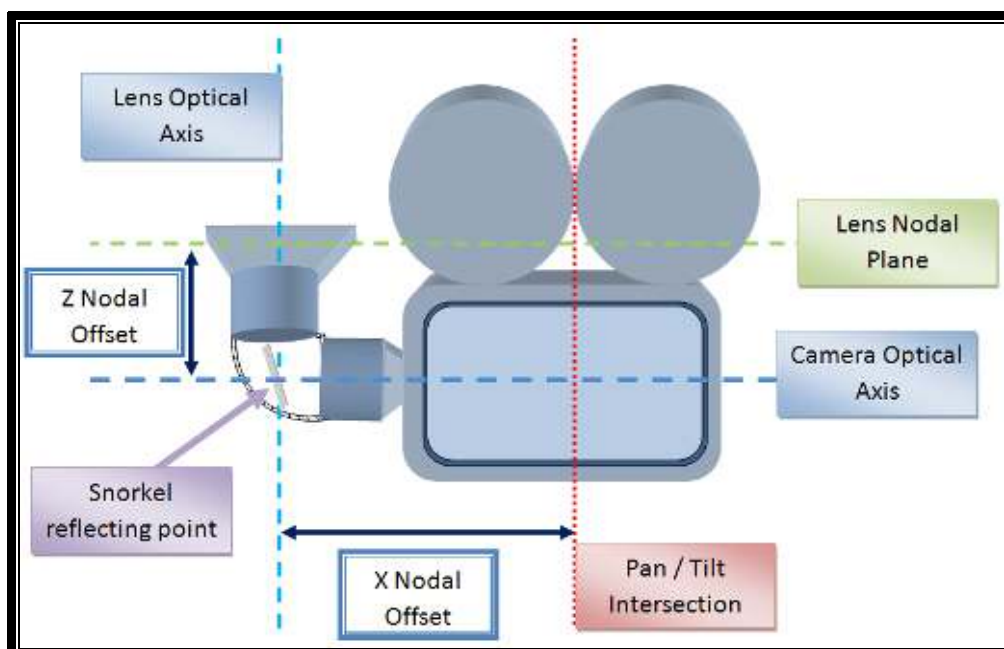 Lens Optical
Axis
Lens Nodal
Plane
Z Nodal
Offset
Camera Optical
Axis
Snorkel
reflecting point
X Nodal
Offset
Pan / Tilt
Intersection